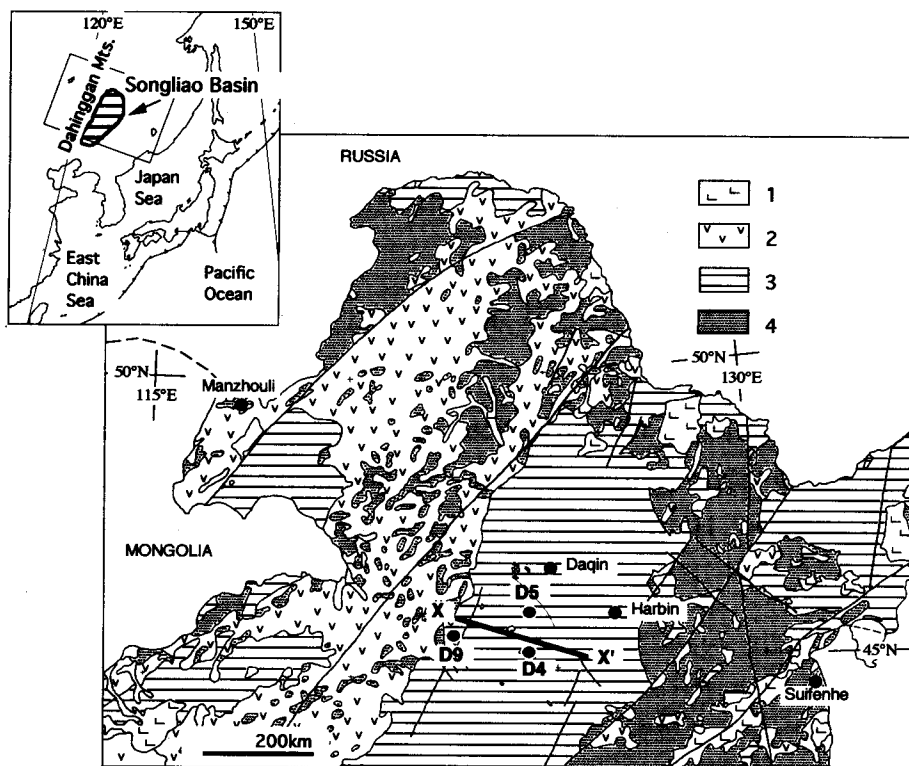 120°E
150°E
Dahinggan Mts.
Songliao Basin
Japan
Sea
East
China
Sea
Pacific
Ocean
RUSSIA
1
2
3
4
50°N
115°E
Manzhouli
50°N
130°E
MONGOLIA
Daqin
D5
Harbin
X
D9
D4
X'
45°N
Suifenhe
200km